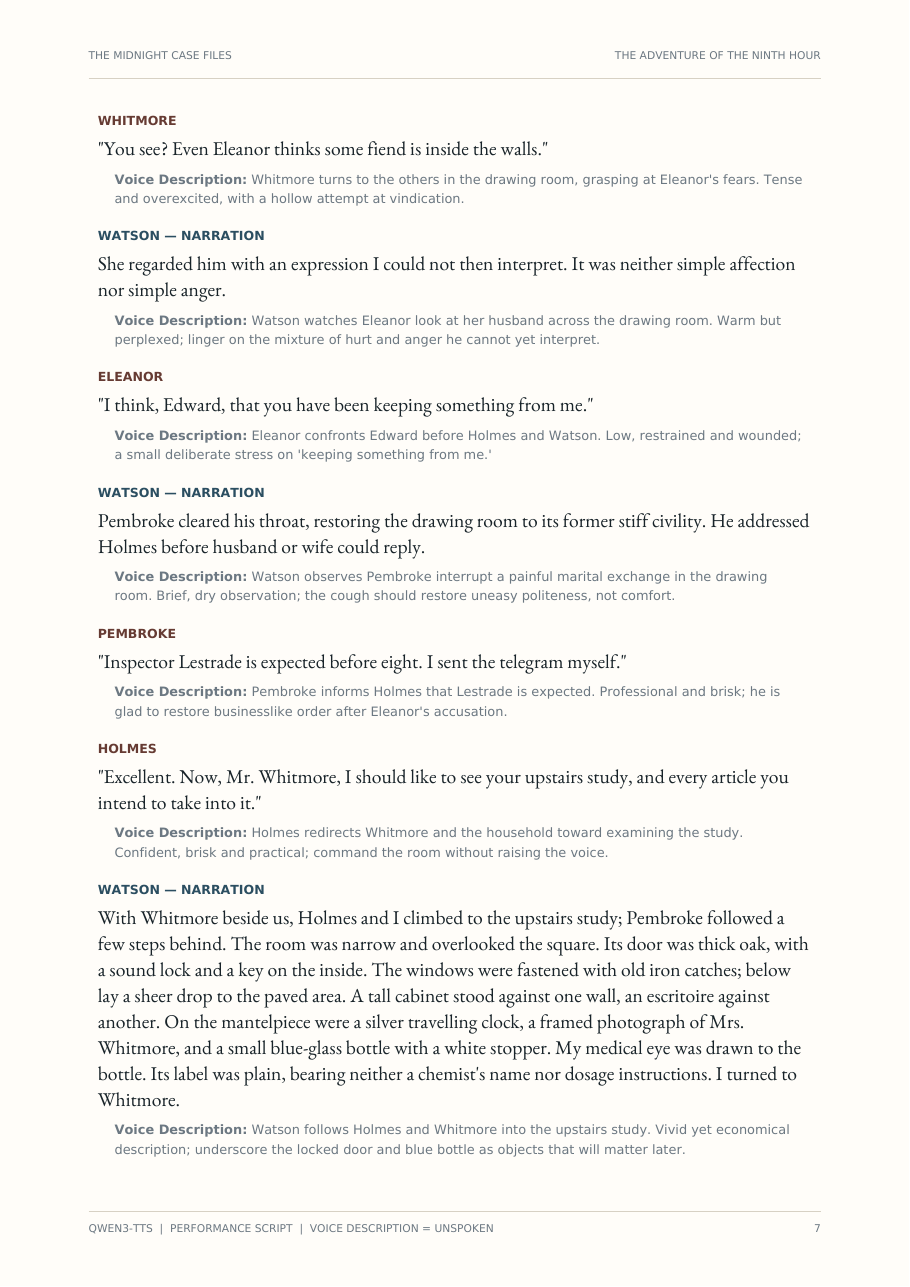 THE MIDNIGHT CASE FILES
THE ADVENTURE OF THE NINTH HOUR
WHITMORE
"You see? Even Eleanor thinks some fiend is inside the walls."
Voice Description: Whitmore turns to the others in the drawing room, grasping at Eleanor's fears. Tense
and overexcited, with a hollow attempt at vindication.
WATSON — NARRATION
She regarded him with an expression I could not then interpret. It was neither simple affection
nor simple anger.
Voice Description: Watson watches Eleanor look at her husband across the drawing room. Warm but
perplexed; linger on the mixture of hurt and anger he cannot yet interpret.
ELEANOR
"I think, Edward, that you have been keeping something from me."
Voice Description: Eleanor confronts Edward before Holmes and Watson. Low, restrained and wounded;
a small deliberate stress on 'keeping something from me.'
WATSON — NARRATION
Pembroke cleared his throat, restoring the drawing room to its former stiff civility. He addressed
Holmes before husband or wife could reply.
Voice Description: Watson observes Pembroke interrupt a painful marital exchange in the drawing
room. Brief, dry observation; the cough should restore uneasy politeness, not comfort.
PEMBROKE
"Inspector Lestrade is expected before eight. I sent the telegram myself."
Voice Description: Pembroke informs Holmes that Lestrade is expected. Professional and brisk; he is
glad to restore businesslike order after Eleanor's accusation.
HOLMES
"Excellent. Now, Mr. Whitmore, I should like to see your upstairs study, and every article you
intend to take into it."
Voice Description: Holmes redirects Whitmore and the household toward examining the study.
Confident, brisk and practical; command the room without raising the voice.
WATSON — NARRATION
With Whitmore beside us, Holmes and I climbed to the upstairs study; Pembroke followed a
few steps behind. The room was narrow and overlooked the square. Its door was thick oak, with
a sound lock and a key on the inside. The windows were fastened with old iron catches; below
lay a sheer drop to the paved area. A tall cabinet stood against one wall, an escritoire against
another. On the mantelpiece were a silver travelling clock, a framed photograph of Mrs.
Whitmore, and a small blue-glass bottle with a white stopper. My medical eye was drawn to the
bottle. Its label was plain, bearing neither a chemist's name nor dosage instructions. I turned to
Whitmore.
Voice Description: Watson follows Holmes and Whitmore into the upstairs study. Vivid yet economical
description; underscore the locked door and blue bottle as objects that will matter later.
QWEN3-TTS | PERFORMANCE SCRIPT | VOICE DESCRIPTION = UNSPOKEN
7